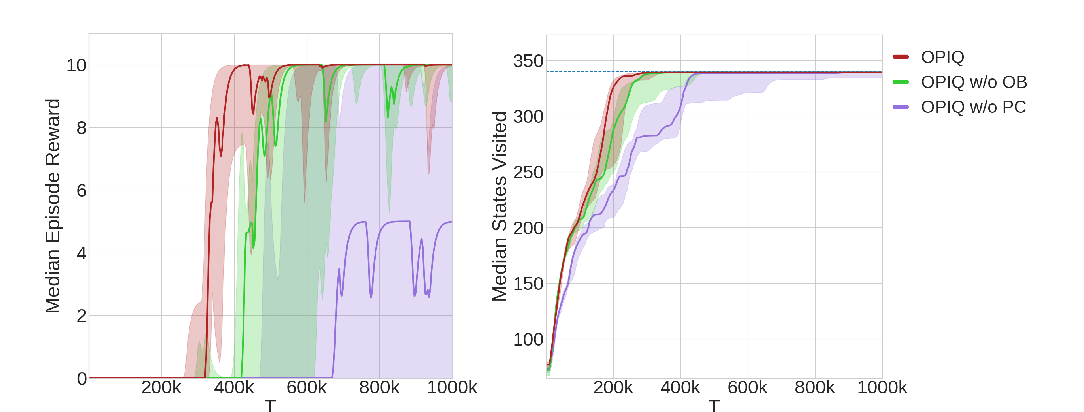 Median Episode Reward
10
8
6
4
2
0
200k 400k 600k 800k 1000k
T
Median States Visited
350
300
250
200
150
100
200k 400k 600k 800k 1000k
T
OPIQ
OPIQ w/o OB
OPIQ w/o PC